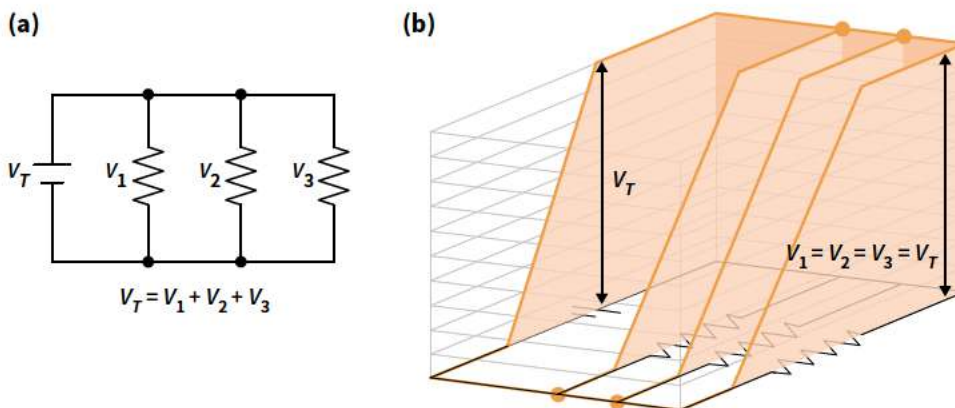 (a)
(b)
V_T
V_1
V_2
V_3
V_T = V_1 + V_2 + V_3
V_T
V_1 = V_2 = V_3 = V_T